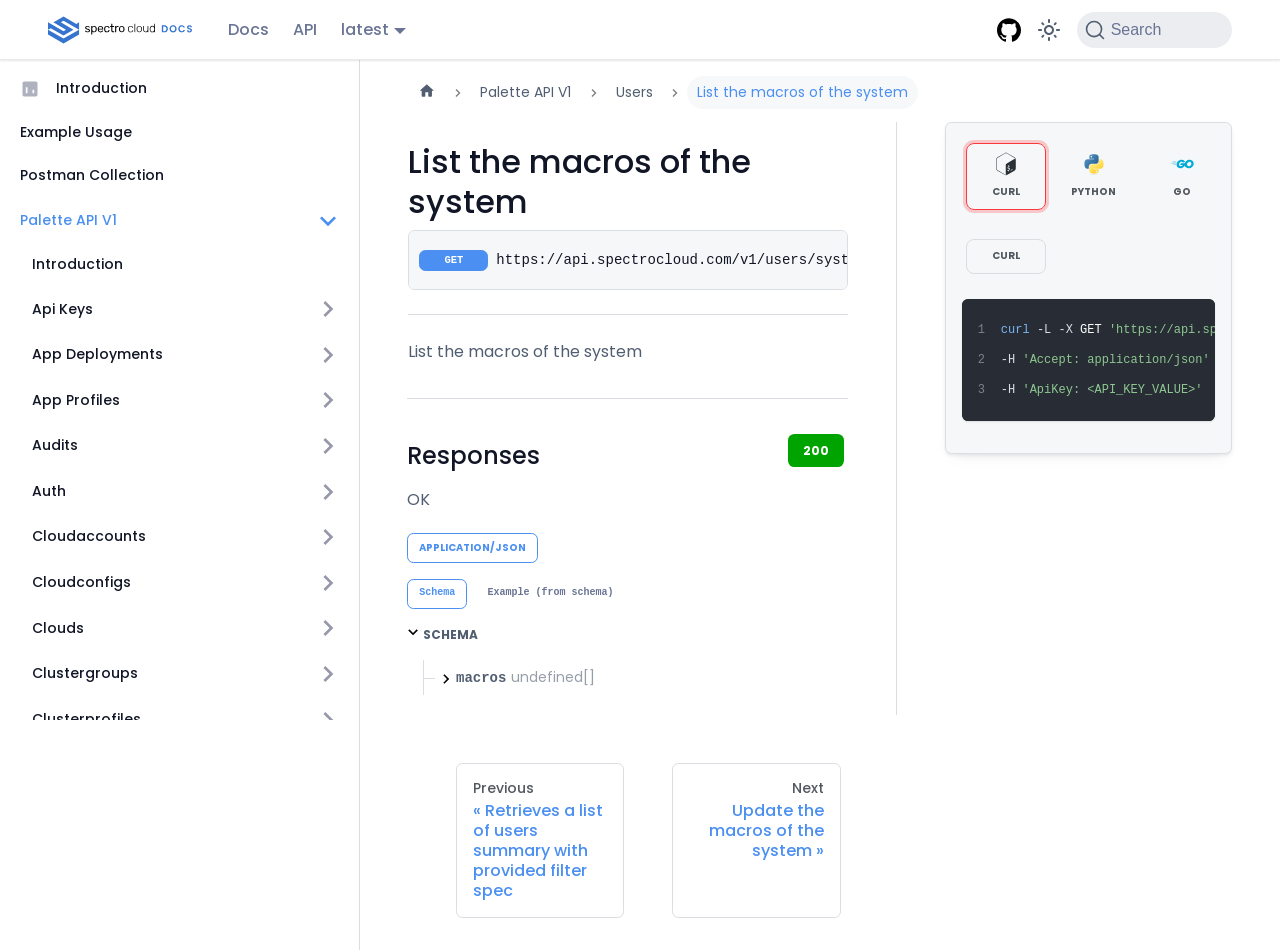 spectro cloud DOCS
Docs API latest
Search
Introduction
Example Usage
Postman Collection
Palette API V1
Introduction
Api Keys
App Deployments
App Profiles
Audits
Auth
Cloudaccounts
Cloudconfigs
Clouds
Clustergroups
Clusterprofiles
Palette API V1
Users
List the macros of the system
List the macros of the
system
GET https://api.spectrocloud.com/v1/users/syst
List the macros of the system
Responses
200
OK
APPLICATION/JSON
Schema Example (from schema)
SCHEMA
macros undefined[]
Previous
« Retrieves a list
of users
summary with
provided filter
spec
Next
Update the
macros of the
system »
CURL PYTHON GO
CURL
1 curl -L -X GET 'https://api.sp
2 -H 'Accept: application/json'
3 -H 'ApiKey: <API_KEY_VALUE>'